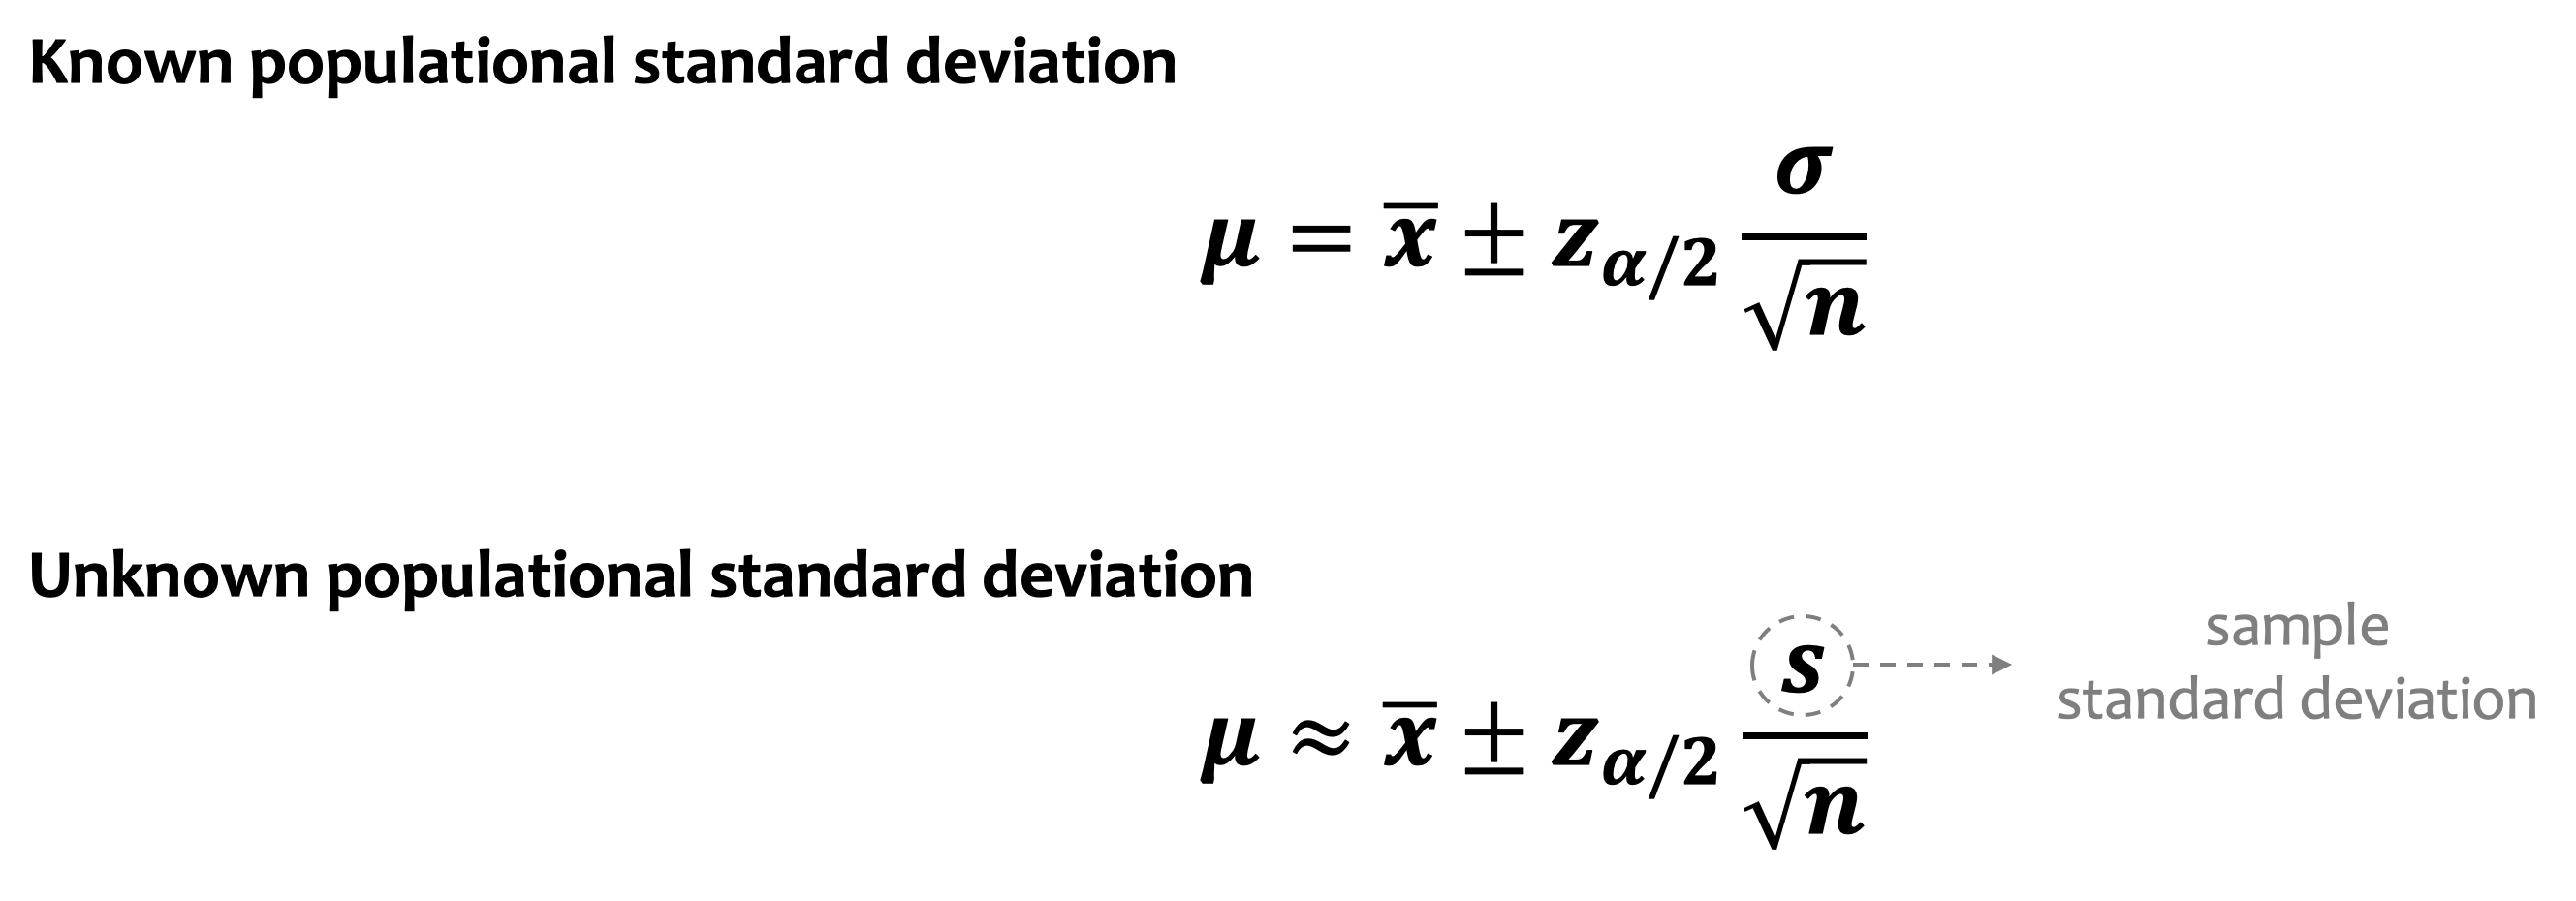 Known populational standard deviation
μ = x̅ ± z_{α/2} σ/√n
Unknown populational standard deviation
μ ≈ x̅ ± z_{α/2} s/√n
sample
standard deviation